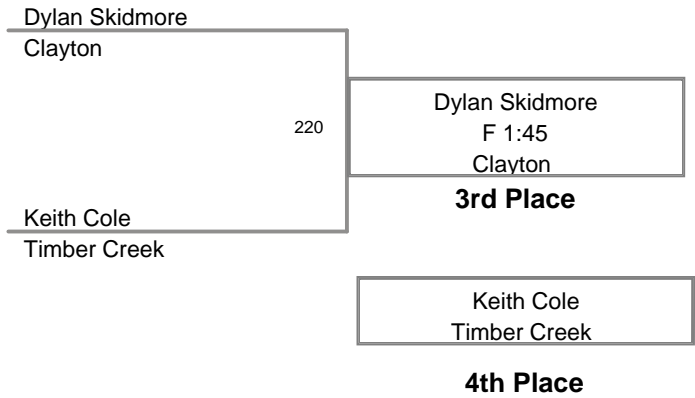 Dylan Skidmore
Clayton
220
Dylan Skidmore
F 1:45
Clayton
3rd Place
Keith Cole
Timber Creek
Keith Cole
Timber Creek
4th Place